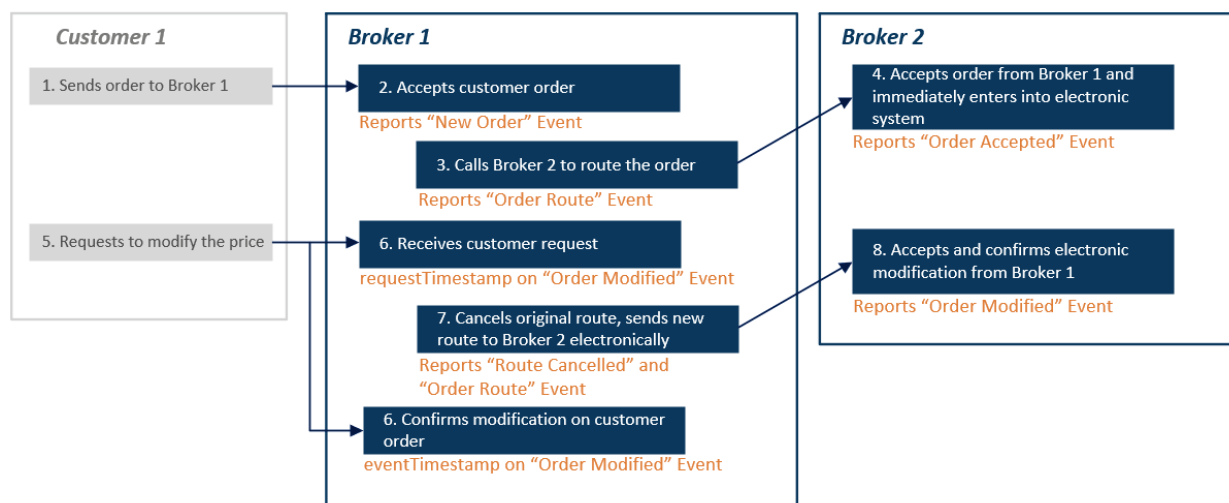 Customer 1
1. Sends order to Broker 1
5. Requests to modify the price
Broker 1
2. Accepts customer order
Reports “New Order” Event
3. Calls Broker 2 to route the order
Reports “Order Route” Event
6. Receives customer request
requestTimestamp on “Order Modified” Event
7. Cancels original route, sends new
route to Broker 2 electronically
Reports “Route Cancelled” and
“Order Route” Event
6. Confirms modification on customer
order
eventTimestamp on “Order Modified” Event
Broker 2
4. Accepts order from Broker 1 and
immediately enters into electronic
system
Reports “Order Accepted” Event
8. Accepts and confirms electronic
modification from Broker 1
Reports “Order Modified” Event